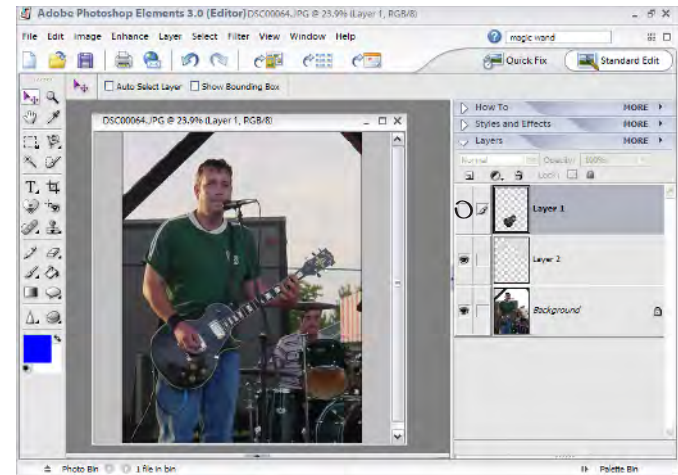 Adobe Photoshop Elements 3.0 (Editor) DSC00064.JPG @ 23.9% (Layer 1, RGB/8)
File Edit Image Enhance Layer Select Filter View Window Help
magic wand
Quick Fix
Standard Edit
Auto Select Layer
Show Bounding Box
DSC00064.JPG @ 23.9% (Layer 1, RGB/8)
How To MORE
Styles and Effects MORE
Layers MORE
Normal Opacity: 100%
Lock:
Layer 1
Layer 2
Background
Photo Bin
1 file in bin
Palette Bin